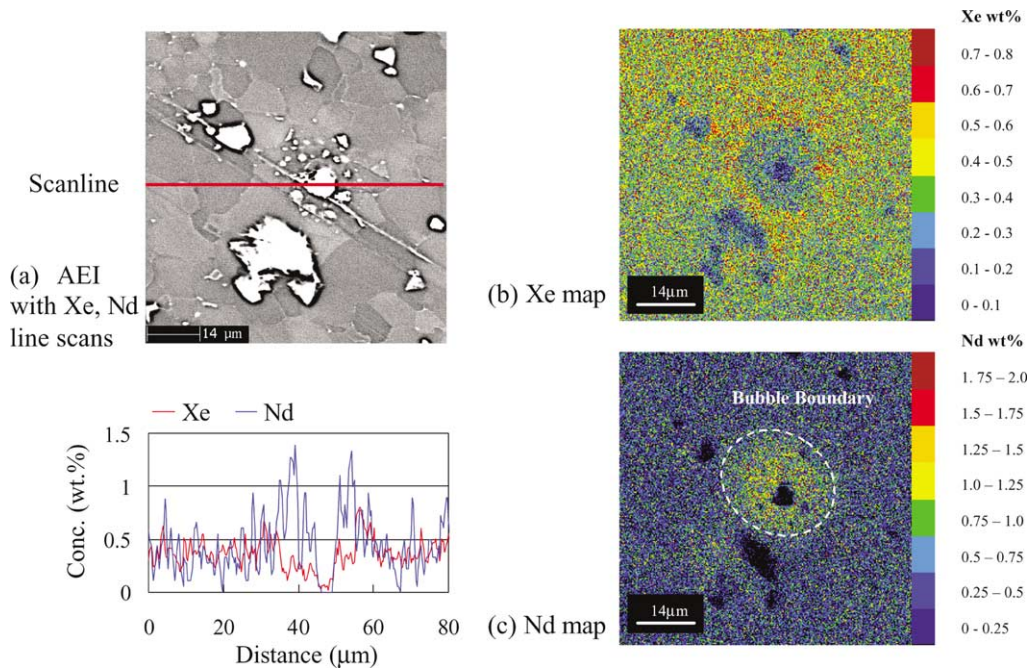 Scanline
(a) AEI
with Xe, Nd
line scans
14 µm
Xe Nd
Conc. (wt.%)
1.5
1
0.5
0
0 20 40 60 80
Distance (µm)
Xe wt%
0.7 - 0.8
0.6 - 0.7
0.5 - 0.6
0.4 - 0.5
0.3 - 0.4
0.2 - 0.3
0.1 - 0.2
0 - 0.1
14µm
(b) Xe map
Nd wt%
1.75 – 2.0
1.5 – 1.75
1.25 – 1.5
1.0 – 1.25
0.75 – 1.0
0.5 – 0.75
0.25 – 0.5
0 - 0.25
Bubble Boundary
14µm
(c) Nd map